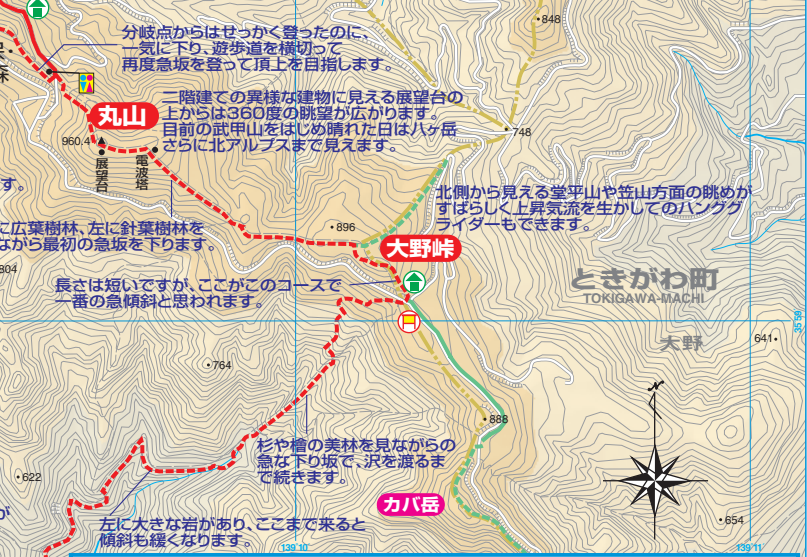 848
分岐点からはせっかく登ったのに、
一気に下り、遊歩道を横切って
再度急坂を登って頂上を目指します。
丸山
960.4
展望台
電波塔
二階建ての異様な建物に見える展望台の
上からは360度の眺望が広がります。
目前の武甲山をはじめ晴れた日は八ヶ岳
さらに北アルプスまで見えます。
748
す。
北側から見える堂平山や笠山方面の眺めが
すばらしく上昇気流を生かしてのハンググ
ライダーもできます。
に広葉樹林、左に針葉樹林を
ながら最初の急坂を下ります。
896
大野峠
804
長さは短いですが、ここがこのコースで
一番の急傾斜と思われます。
ときがわ町
TOKIGAWA-MACHI
大野
641
764
888
杉や檜の美林を見ながらの
急な下り坂で、沢を渡るま
で続きます。
622
カバ岳
N
654
が
左に大きな岩があり、ここまで来ると
傾斜も緩くなります。
139 10
139 11